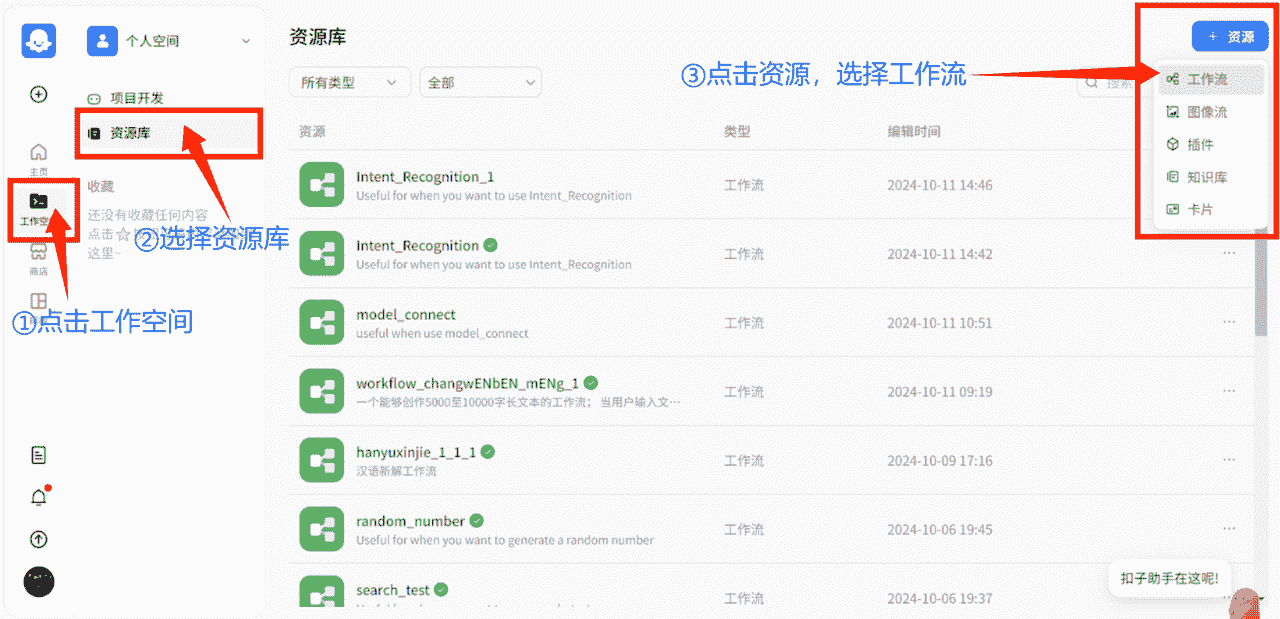 个人空间
项目开发
资源库
主页
工作空
收藏
还没有收藏任何内容
点击☆
这里~
商店
①点击工作空间
②选择资源库
资源库
+ 资源
所有类型
全部
搜索
③点击资源，选择工作流
工作流
图像流
插件
知识库
卡片
资源 类型 编辑时间
Intent_Recognition_1
Useful for when you want to use Intent_Recognition
工作流 2024-10-11 14:46
Intent_Recognition
Useful for when you want to use Intent_Recognition
工作流 2024-10-11 14:42
model_connect
useful when use model_connect
工作流 2024-10-11 10:51
workflow_changwENbEN_mENg_1
一个能够创作5000至10000字长文本的工作流； 当用户输入文…
工作流 2024-10-11 09:19
hanyuxinjie_1_1_1
汉语新解工作流
工作流 2024-10-09 17:16
random_number
Useful for when you want to generate a random number
工作流 2024-10-06 19:45
search_test
工作流 2024-10-06 19:37
扣子助手在这呢!